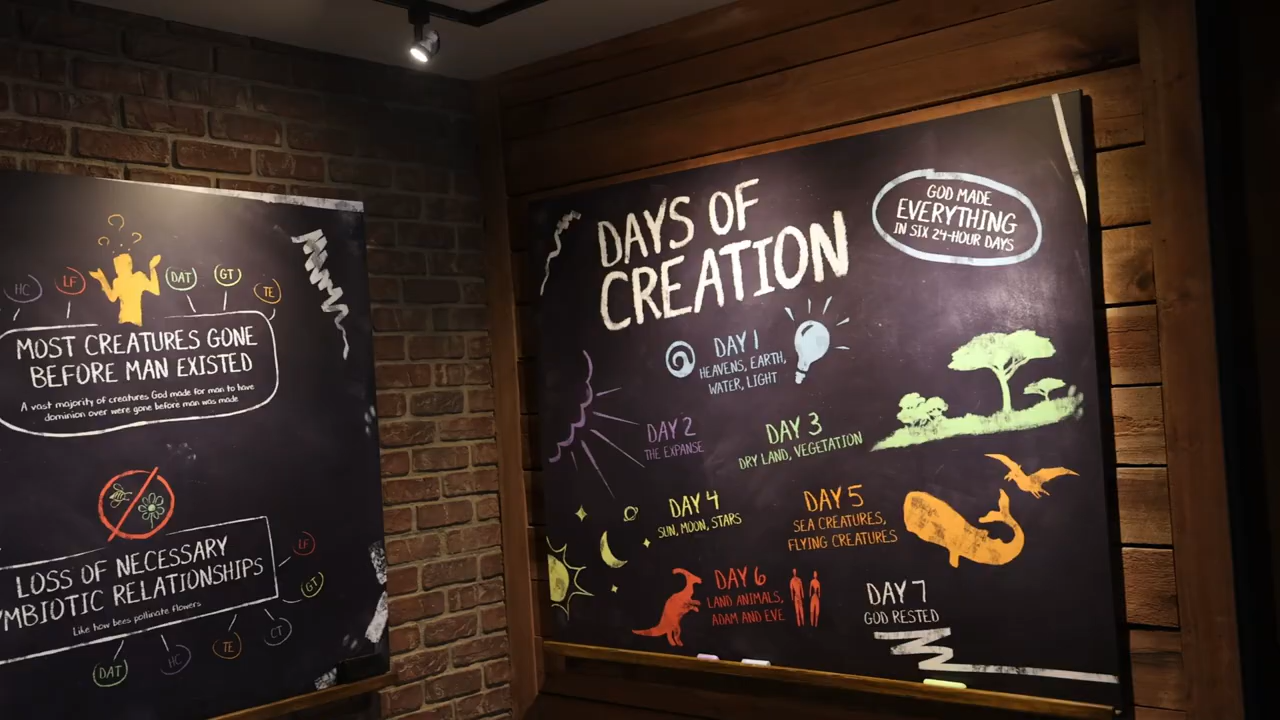 HC
LF
DAT
GT
TE
MOST CREATURES GONE
BEFORE MAN EXISTED
A vast majority of creatures God made for man to have
dominion over were gone before man was made
LOSS OF NECESSARY
YMBIOTIC RELATIONSHIPS
Like how bees pollinate flowers
LF
GT
CT
TE
HC
DAT
DAYS OF
CREATION
GOD MADE
EVERYTHING
IN SIX 24-HOUR DAYS
DAY 1
HEAVENS, EARTH,
WATER, LIGHT
DAY 2
THE EXPANSE
DAY 3
DRY LAND, VEGETATION
DAY 4
SUN, MOON, STARS
DAY 5
SEA CREATURES,
FLYING CREATURES
DAY 6
LAND ANIMALS,
ADAM AND EVE
DAY 7
GOD RESTED